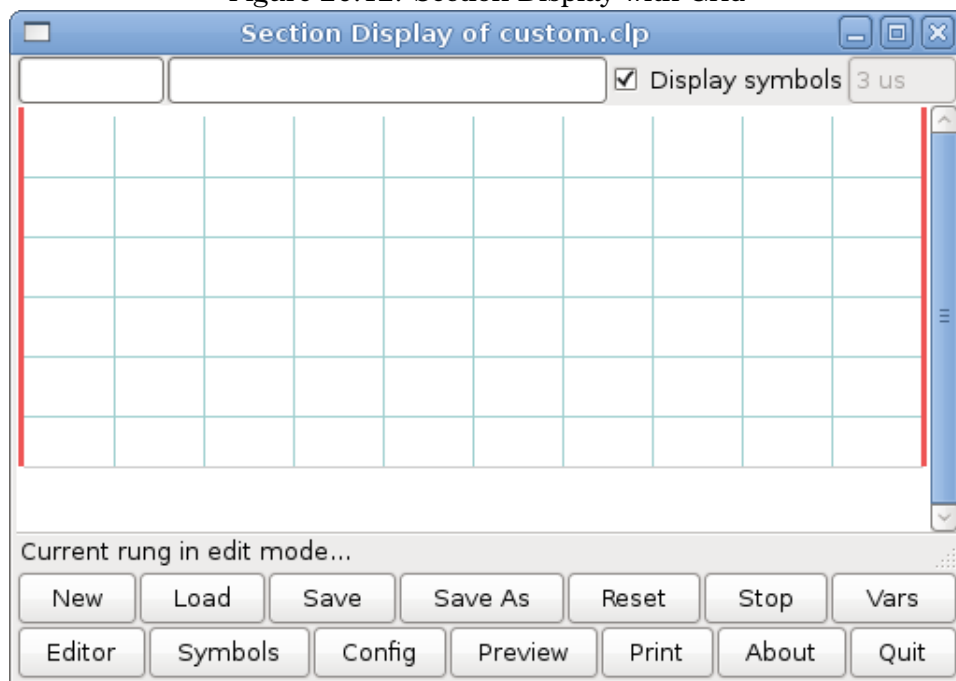 Figure 20.12: Section Display with Grid
Section Display of custom.clp
Display symbols 3 us
Current rung in edit mode...
New Load Save Save As Reset Stop Vars
Editor Symbols Config Preview Print About Quit